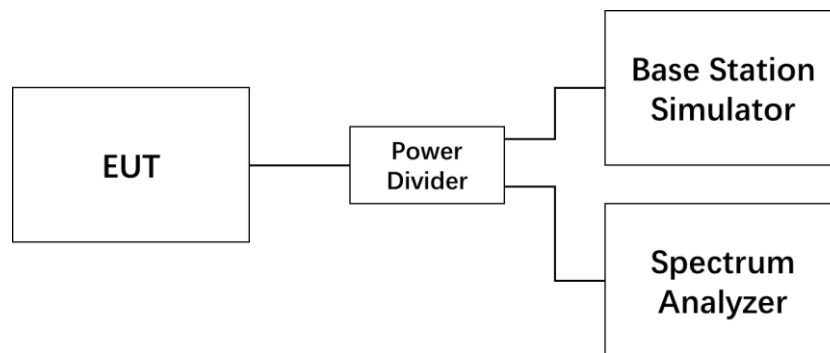 EUT
Power
Divider
Base Station
Simulator
Spectrum
Analyzer